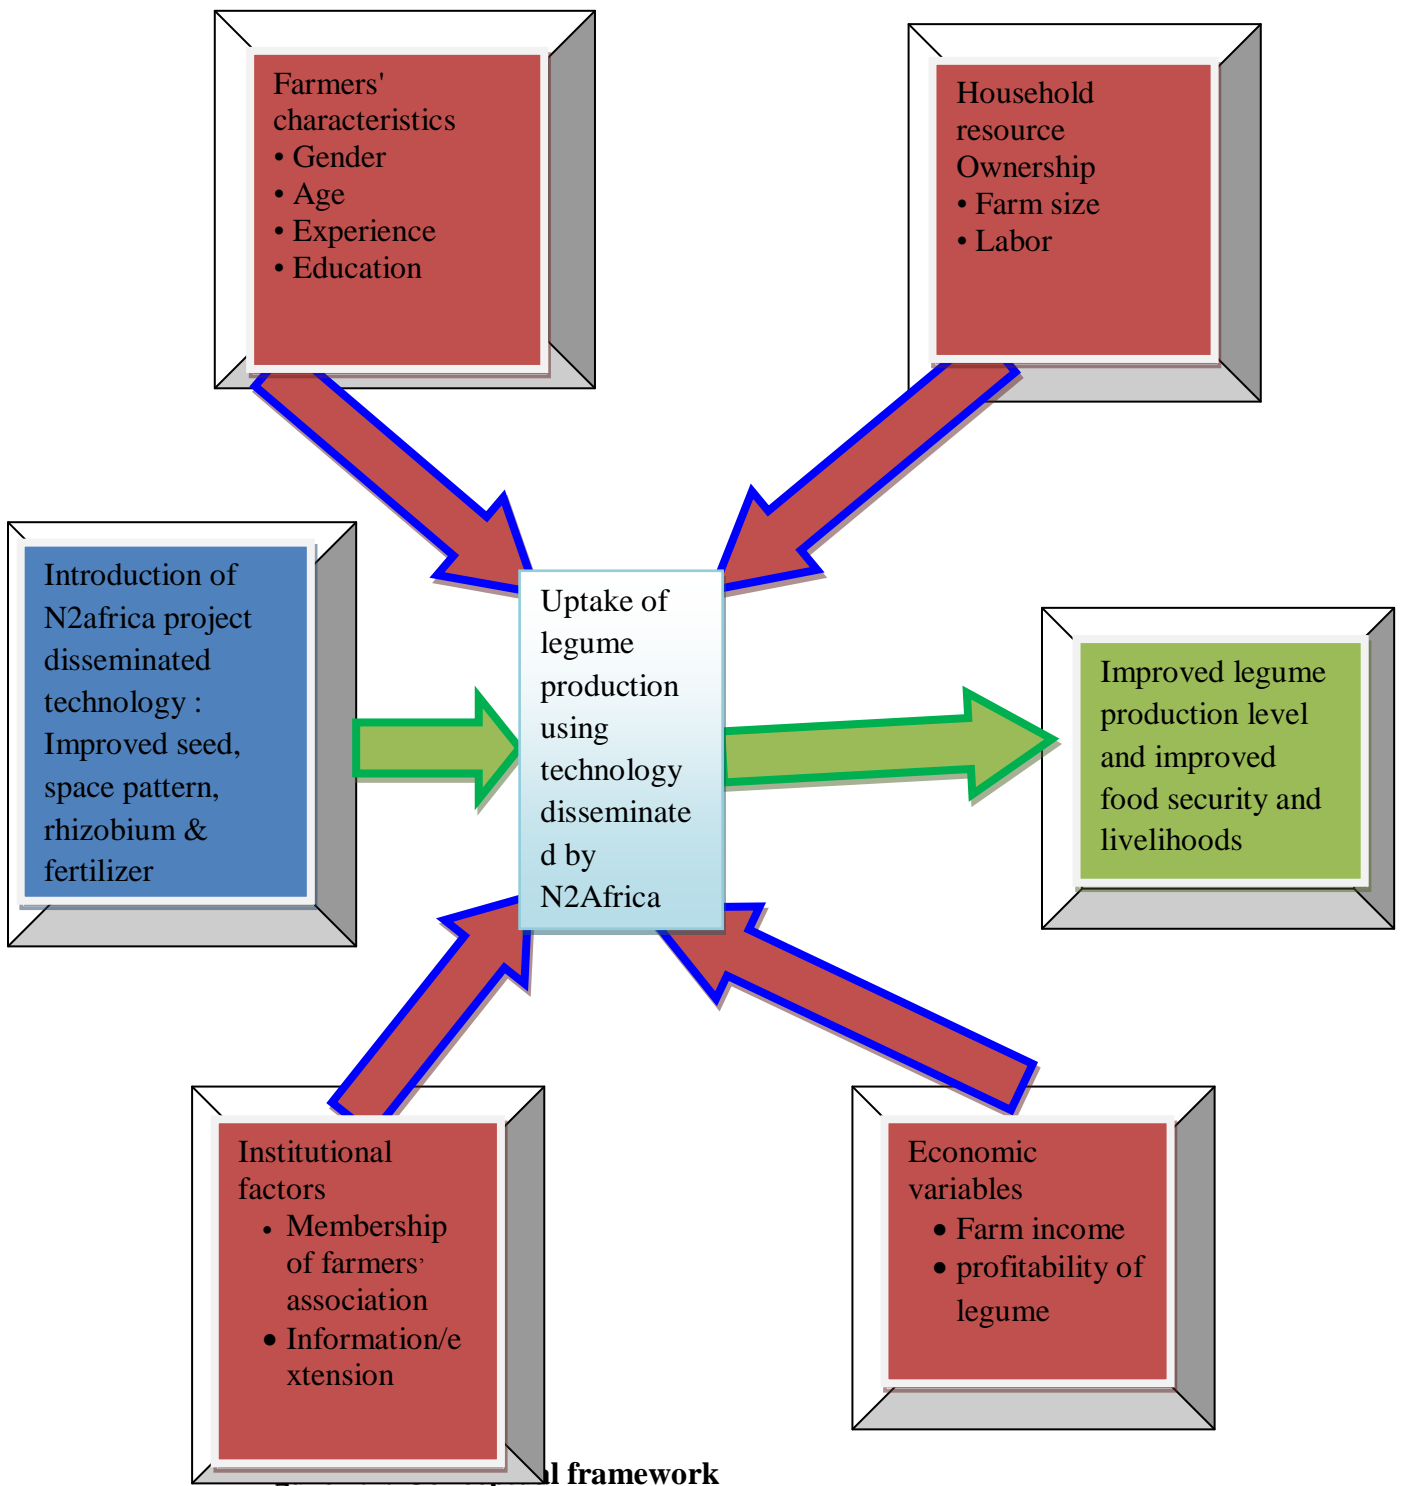 Farmers'
characteristics
• Gender
• Age
• Experience
• Education
Household
resource
Ownership
• Farm size
• Labor
Introduction of
N2africa project
disseminated
technology :
Improved seed,
space pattern,
rhizobium &
fertilizer
Uptake of
legume
production
using
technology
disseminate
d by
N2Africa
Improved legume
production level
and improved
food security and
livelihoods
Institutional
factors
• Membership
of farmers’
association
• Information/e
xtension
Economic
variables
• Farm income
• profitability of
legume
framework